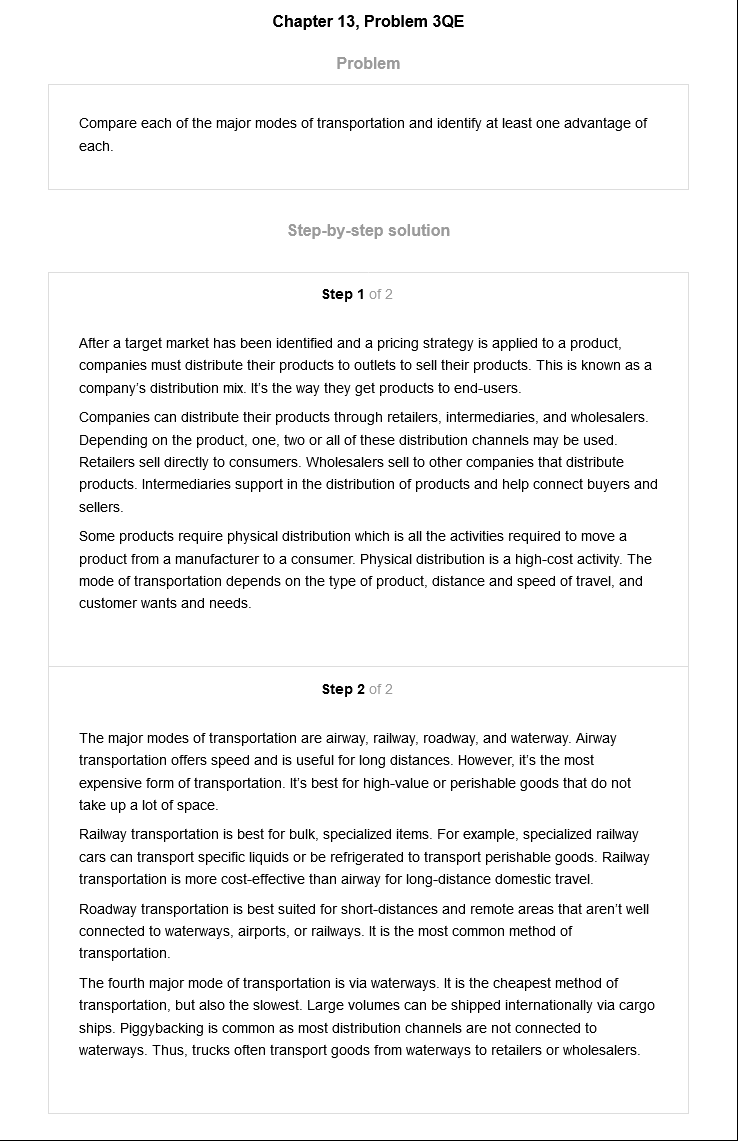 Chapter 13, Problem 3QE
Problem
Compare each of the major modes of transportation and identify at least one advantage of
each.
Step-by-step solution
Step 1 of 2
After a target market has been identified and a pricing strategy is applied to a product,
companies must distribute their products to outlets to sell their products. This is known as a
company's distribution mix. It's the way they get products to end-users.
Companies can distribute their products through retailers, intermediaries, and wholesalers.
Depending on the product, one, two or all of these distribution channels may be used.
Retailers sell directly to consumers. Wholesalers sell to other companies that distribute
products. Intermediaries support in the distribution of products and help connect buyers and
sellers.
Some products require physical distribution which is all the activities required to move a
product from a manufacturer to a consumer. Physical distribution is a high-cost activity. The
mode of transportation depends on the type of product, distance and speed of travel, and
customer wants and needs.
Step 2 of 2
The major modes of transportation are airway, railway, roadway, and waterway. Airway
transportation offers speed and is useful for long distances. However, it's the most
expensive form of transportation. It's best for high-value or perishable goods that do not
take up a lot of space.
Railway transportation is best for bulk, specialized items. For example, specialized railway
cars can transport specific liquids or be refrigerated to transport perishable goods. Railway
transportation is more cost-effective than airway for long-distance domestic travel.
Roadway transportation is best suited for short-distances and remote areas that aren't well
connected to waterways, airports, or railways. It is the most common method of
transportation.
The fourth major mode of transportation is via waterways. It is the cheapest method of
transportation, but also the slowest. Large volumes can be shipped internationally via cargo
ships. Piggybacking is common as most distribution channels are not connected to
waterways. Thus, trucks often transport goods from waterways to retailers or wholesalers.